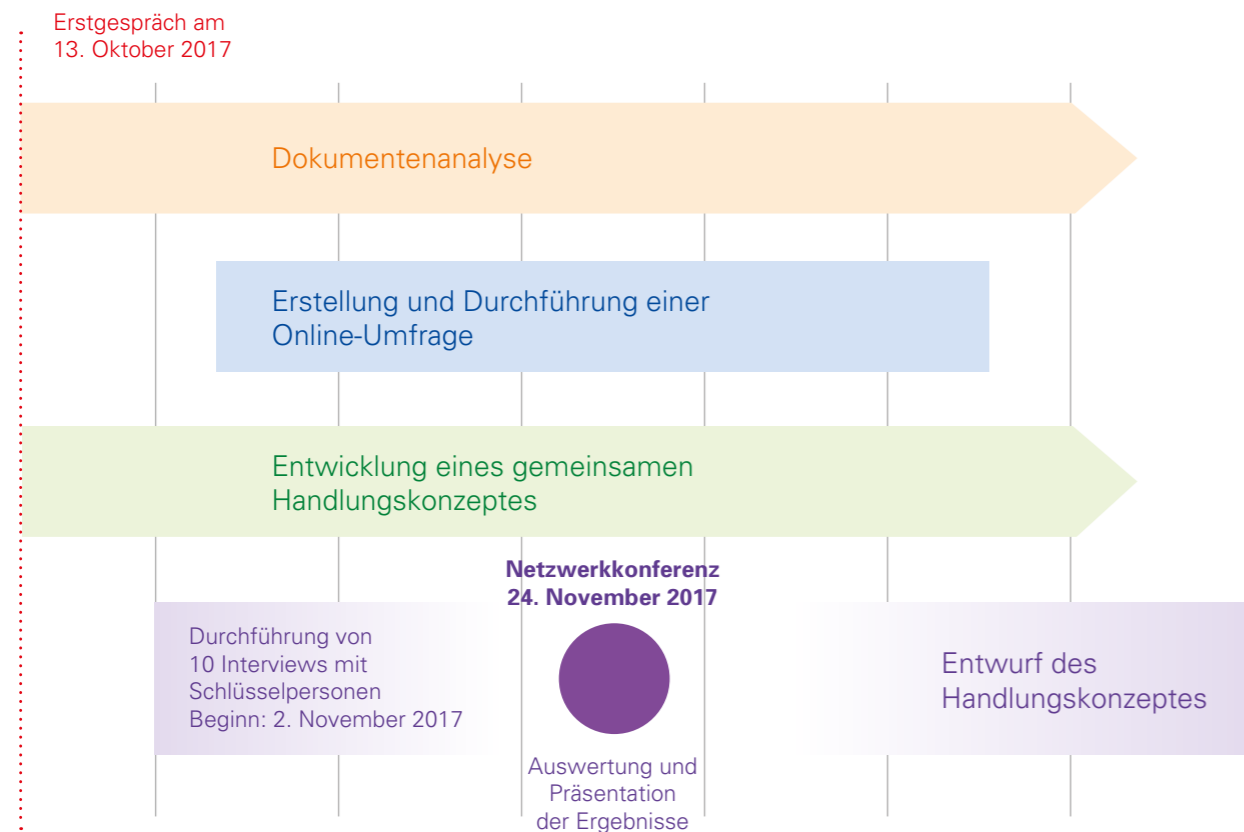 Erstgespräch am
13. Oktober 2017
Dokumentenanalyse
Erstellung und Durchführung einer
Online-Umfrage
Entwicklung eines gemeinsamen
Handlungskonzeptes
Netzwerkkonferenz
24. November 2017
Durchführung von
10 Interviews mit
Schlüsselpersonen
Beginn: 2. November 2017
Auswertung und
Präsentation
der Ergebnisse
Entwurf des
Handlungskonzeptes